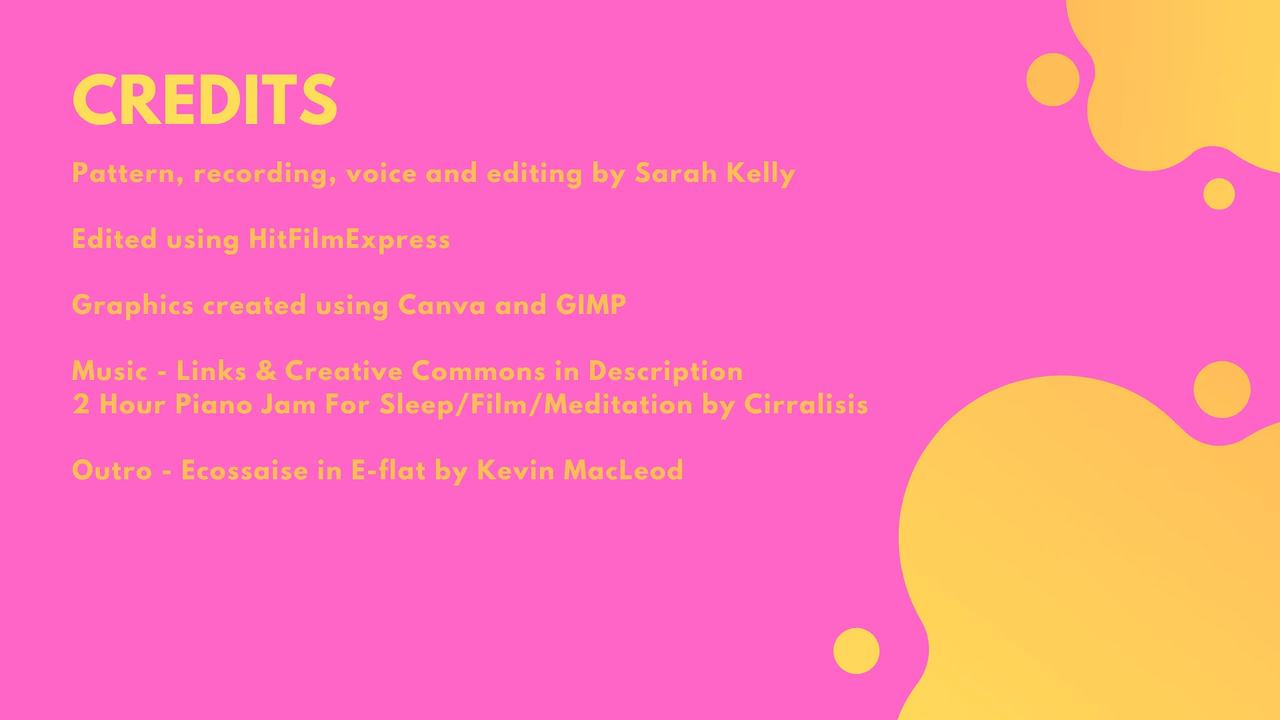 CREDITS
Pattern, recording, voice and editing by Sarah Kelly
Edited using HitFilmExpress
Graphics created using Canva and GIMP
Music - Links & Creative Commons in Description
2 Hour Piano Jam For Sleep/Film/Meditation by Cirralisis
Outro - Ecossaise in E-flat by Kevin MacLeod